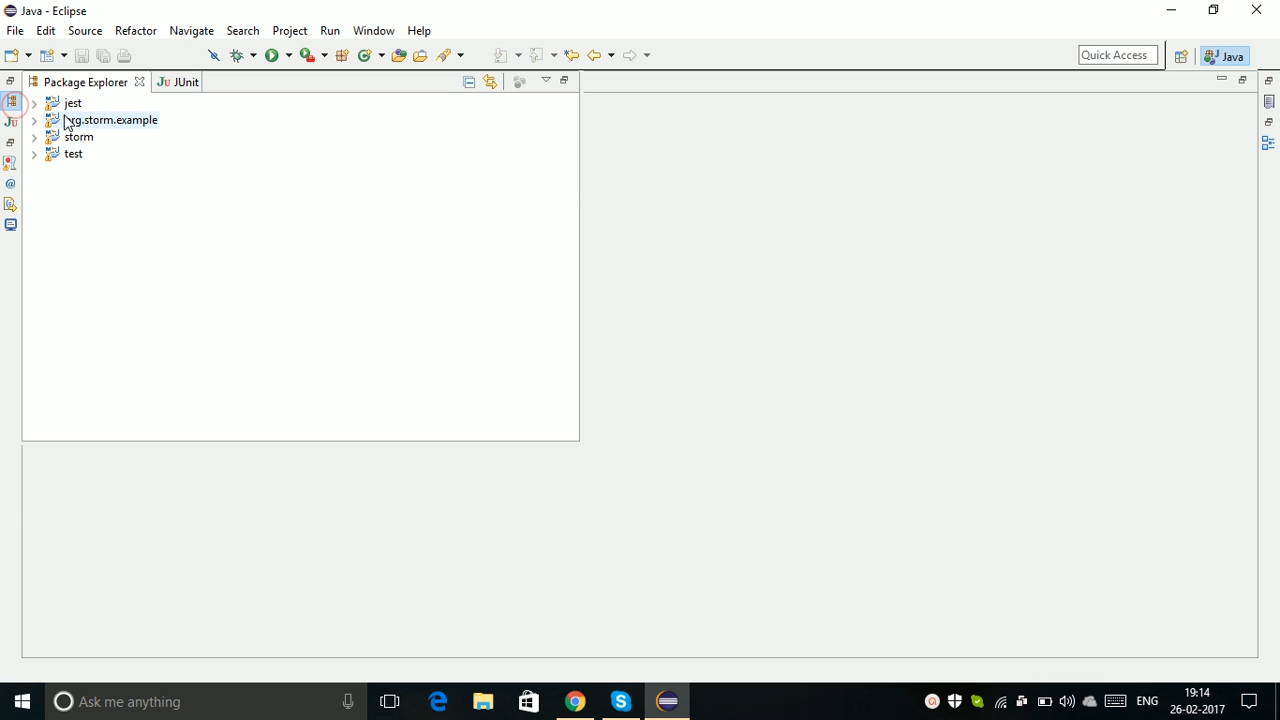 Java - Eclipse
File Edit Source Refactor Navigate Search Project Run Window Help
Quick Access Java
Package Explorer JUnit
jest
rg.storm.example
storm
test
Ask me anything
ENG
19:14
26-02-2017